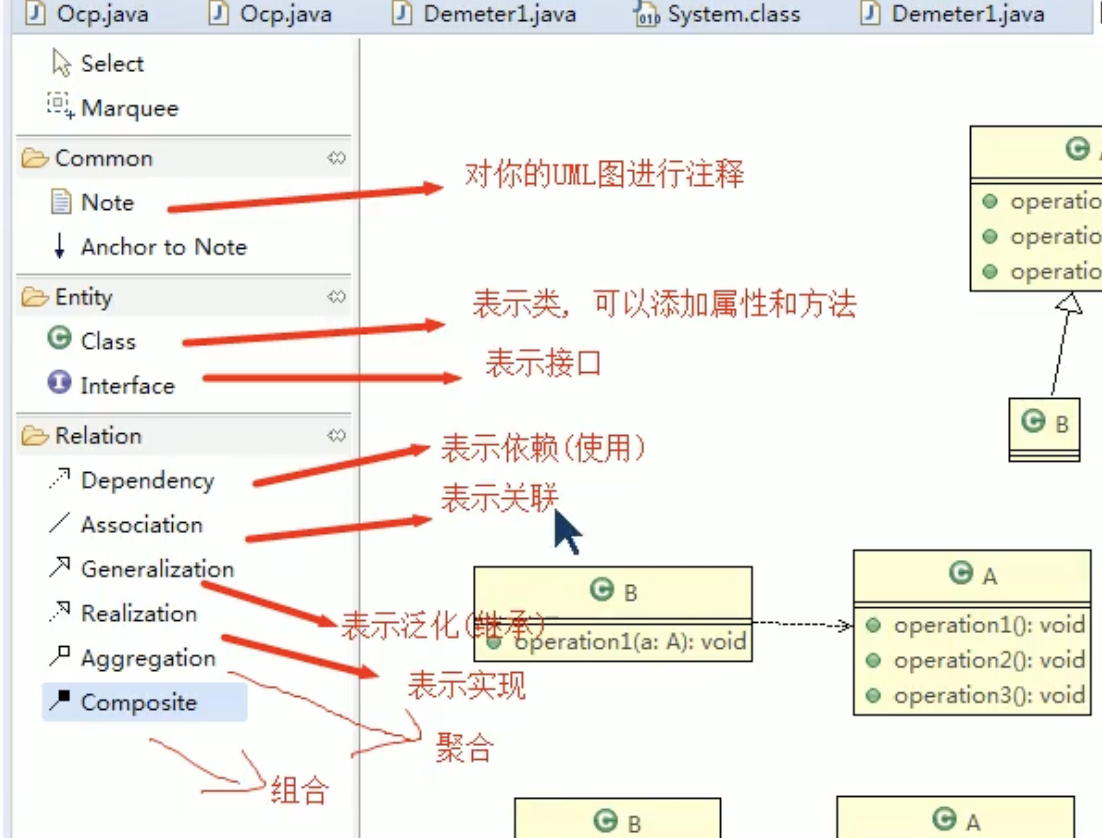 Ocp.java
Ocp.java
Demeter1.java
System.class
Demeter1.java
Select
Marquee
Common
Note
对你的UML图进行注释
Anchor to Note
Entity
Class
表示类, 可以添加属性和方法
Interface
表示接口
Relation
Dependency
表示依赖(使用)
Association
表示关联
Generalization
表示泛化(继承)
Realization
表示实现
Aggregation
聚合
Composite
组合
C
operatio
operatio
operatio
C B
C B
operation1(a: A): void
C A
operation1(): void
operation2(): void
operation3(): void
C B
C A